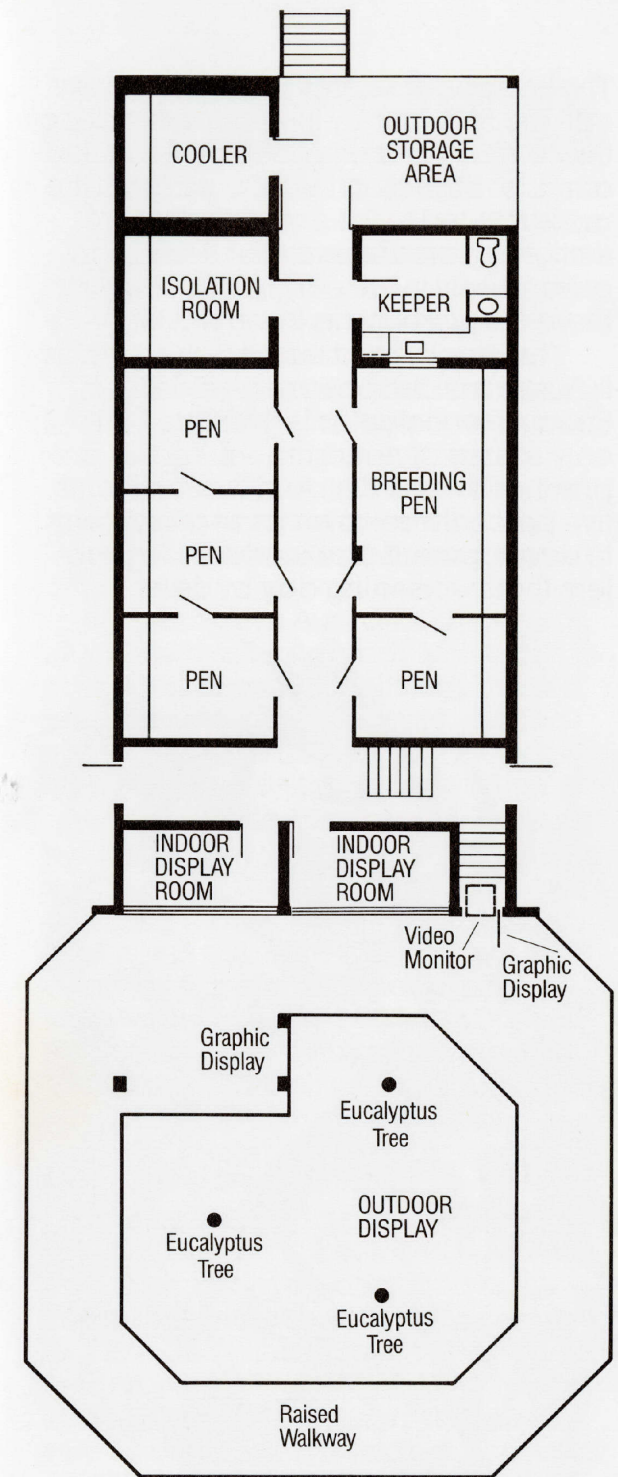 COOLER
OUTDOOR
STORAGE
AREA
ISOLATION
ROOM
KEEPER
PEN
BREEDING
PEN
PEN
PEN
PEN
INDOOR
DISPLAY
ROOM
INDOOR
DISPLAY
ROOM
Video
Monitor
Graphic
Display
Graphic
Display
Eucalyptus
Tree
Eucalyptus
Tree
OUTDOOR
DISPLAY
Eucalyptus
Tree
Raised
Walkway